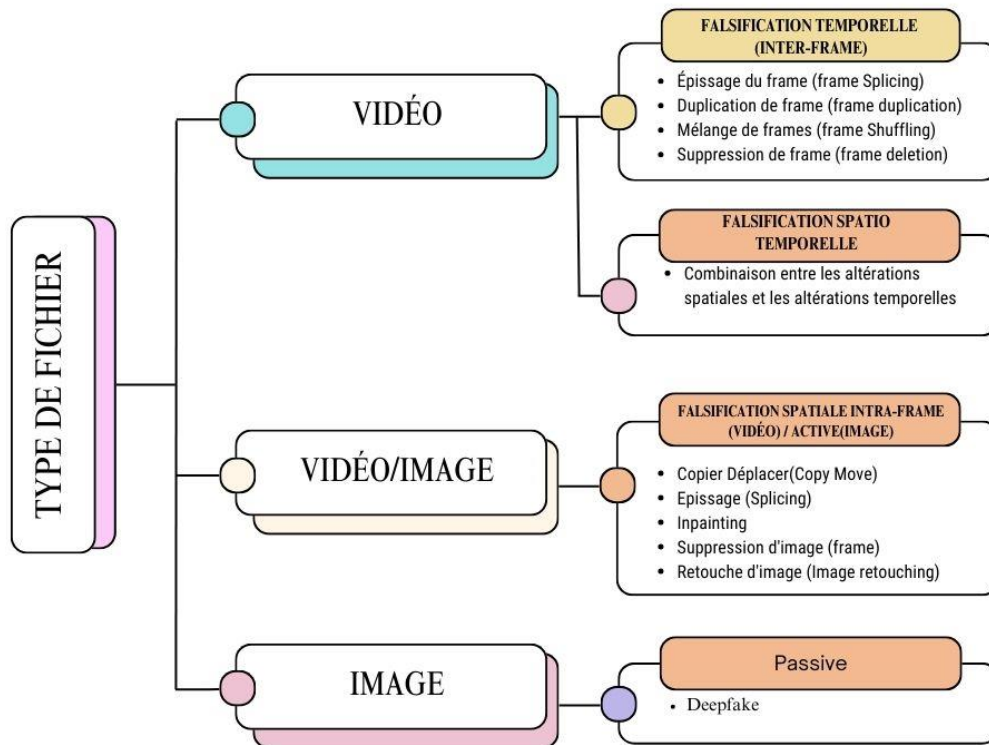 TYPE DE FICHIER
VIDÉO
FALSIFICATION TEMPORELLE
(INTER-FRAME)
• Épissage du frame (frame Splicing)
• Duplication de frame (frame duplication)
• Mélange de frames (frame Shuffling)
• Suppression de frame (frame deletion)
FALSIFICATION SPATIO
TEMPORELLE
• Combinaison entre les altérations
spatiales et les altérations temporelles
VIDÉO/IMAGE
FALSIFICATION SPATIALE INTRA-FRAME
(VIDÉO) / ACTIVE(IMAGE)
• Copier Déplacer(Copy Move)
• Epissage (Splicing)
• Inpainting
• Suppression d'image (frame)
• Retouche d'image (Image retouching)
IMAGE
Passive
• Deepfake